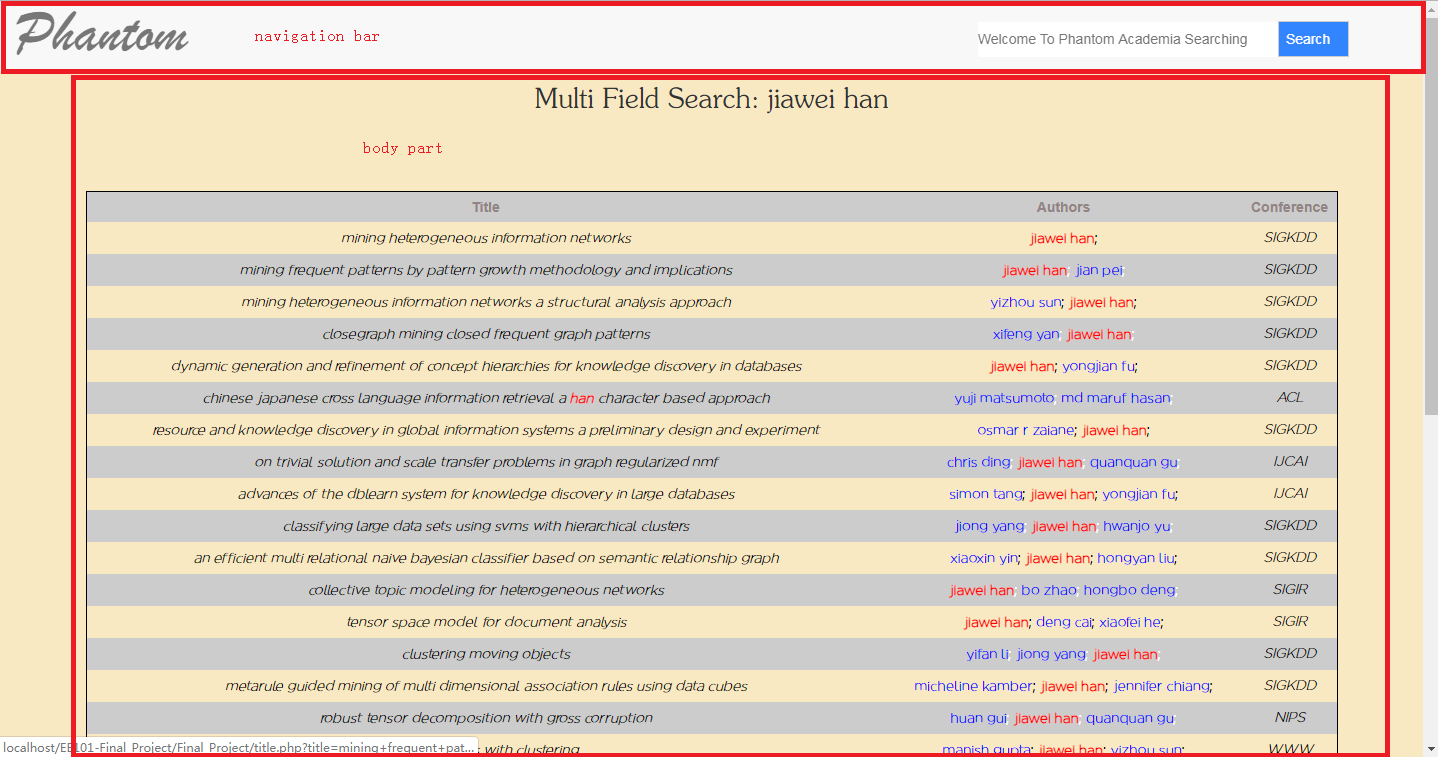 Phantom navigation bar Welcome To Phantom Academia Searching Search
Multi Field Search: jiawei han
body part
Title Authors Conference
mining heterogeneous information networks jiawei han; SIGKDD
mining frequent patterns by pattern growth methodology and implications jiawei han; jian pei; SIGKDD
mining heterogeneous information networks a structural analysis approach yizhou sun; jiawei han; SIGKDD
closegraph mining closed frequent graph patterns xifeng yan; jiawei han; SIGKDD
dynamic generation and refinement of concept hierarchies for knowledge discovery in databases jiawei han; yongjian fu; SIGKDD
chinese japanese cross language information retrieval a han character based approach yuji matsumoto; md maruf hasan; ACL
resource and knowledge discovery in global information systems a preliminary design and experiment osmar r zaiane; jiawei han; SIGKDD
on trivial solution and scale transfer problems in graph regularized nmf chris ding; jiawei han; quanquan gu; IJCAI
advances of the dblearn system for knowledge discovery in large databases simon tang; jiawei han; yongjian fu; IJCAI
classifying large data sets using svms with hierarchical clusters jiong yang; jiawei han; hwanjo yu; SIGKDD
an efficient multi relational naive bayesian classifier based on semantic relationship graph xiaoxin yin; jiawei han; hongyan liu; SIGKDD
collective topic modeling for heterogeneous networks jiawei han; bo zhao; hongbo deng; SIGIR
tensor space model for document analysis jiawei han; deng cai; xiaofei he; SIGIR
clustering moving objects yifan li; jiong yang; jiawei han; SIGKDD
metarule guided mining of multi dimensional association rules using data cubes micheline kamber; jiawei han; jennifer chiang; SIGKDD
robust tensor decomposition with gross corruption huan gui; jiawei han; quanquan gu; NIPS
with clustering manish gupta; jiawei han; yizhou sun; WWW
localhost/EE101-Final_Project/Final_Project/title.php?title=mining+frequent+pat...